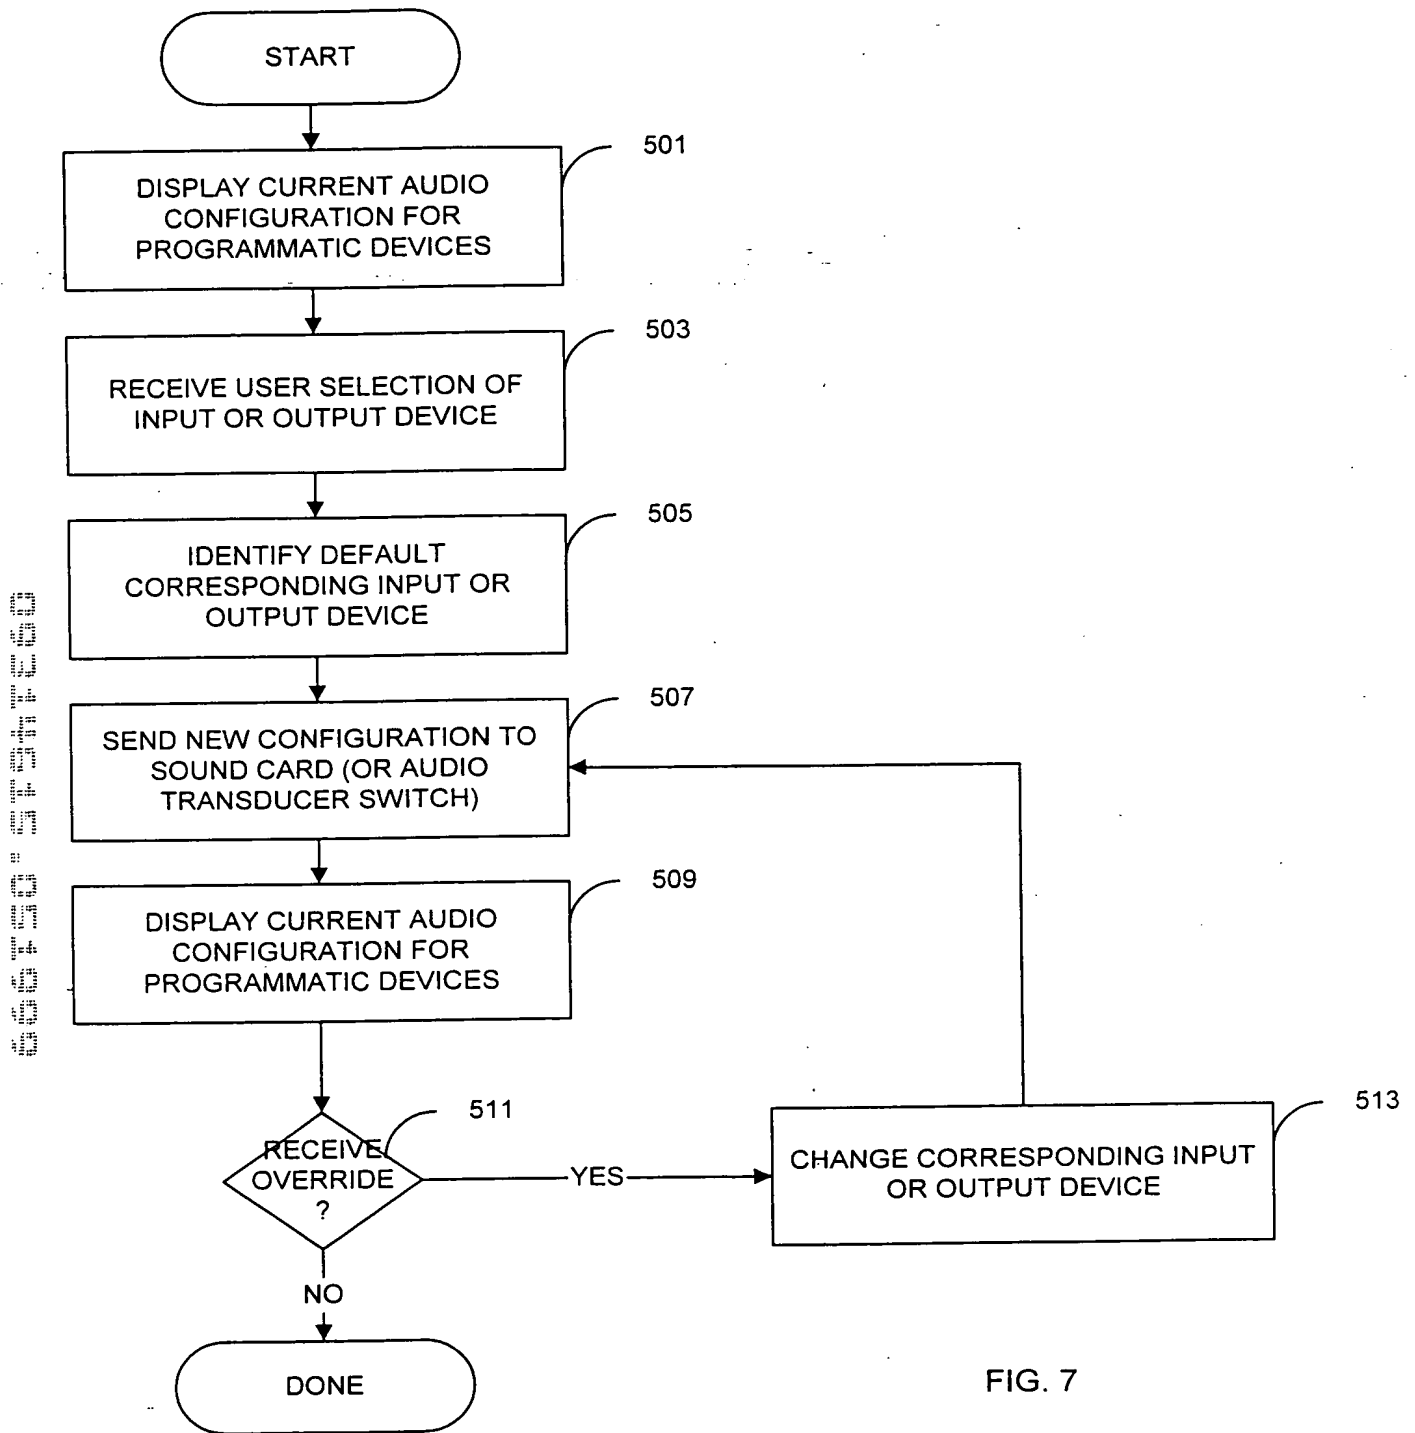 START
501
DISPLAY CURRENT AUDIO
CONFIGURATION FOR
PROGRAMMATIC DEVICES
503
RECEIVE USER SELECTION OF
INPUT OR OUTPUT DEVICE
505
IDENTIFY DEFAULT
CORRESPONDING INPUT OR
OUTPUT DEVICE
507
SEND NEW CONFIGURATION TO
SOUND CARD (OR AUDIO
TRANSDUCER SWITCH)
509
DISPLAY CURRENT AUDIO
CONFIGURATION FOR
PROGRAMMATIC DEVICES
511
RECEIVE
OVERRIDE
?
YES
513
CHANGE CORRESPONDING INPUT
OR OUTPUT DEVICE
NO
DONE
FIG. 7